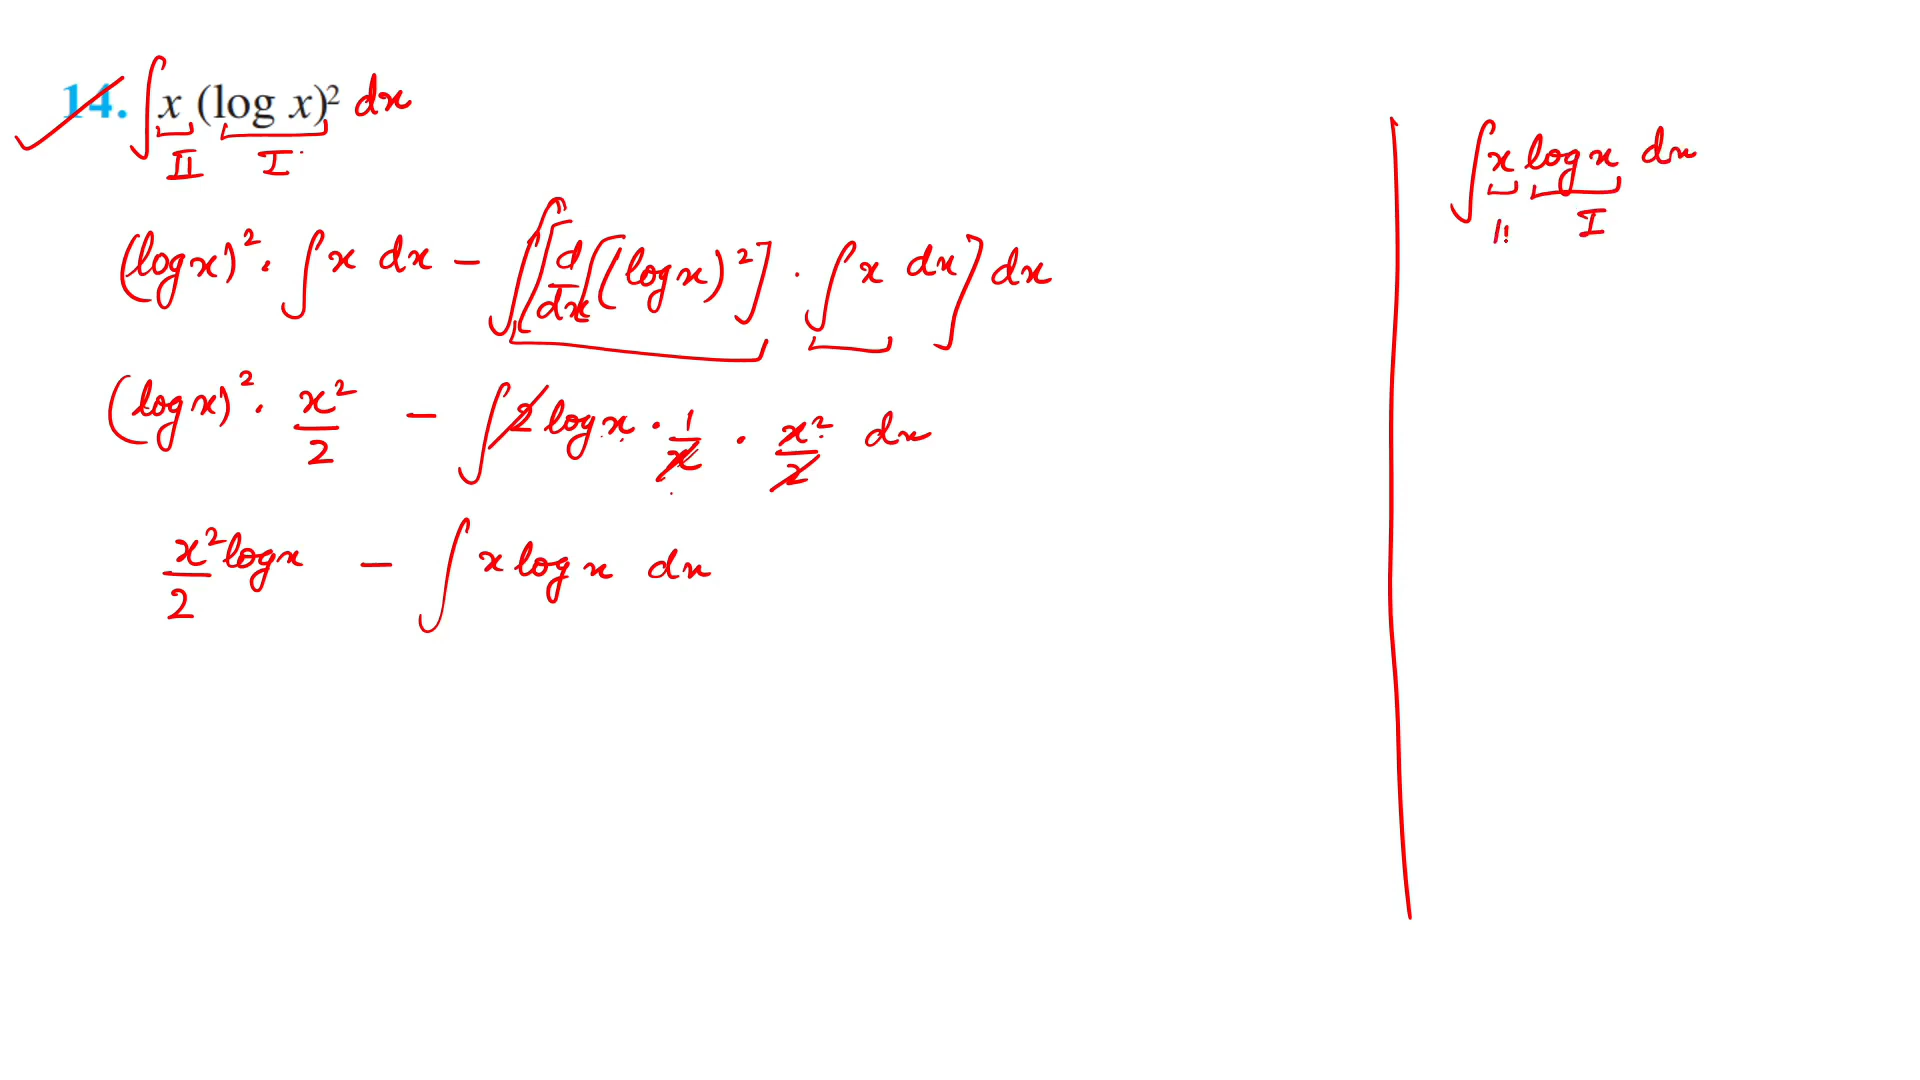 14. ∫ x (log x)² dx
II I
(log x)² . ∫ x dx − ∫ [ ∫ [ d/dx (log x)² ] . ∫ x dx ] dx
(log x)² . x²/2 − ∫ 2 log x . 1/x . x²/2 dx
x²/2 log x − ∫ x log x dx
∫ x log x dx
II I